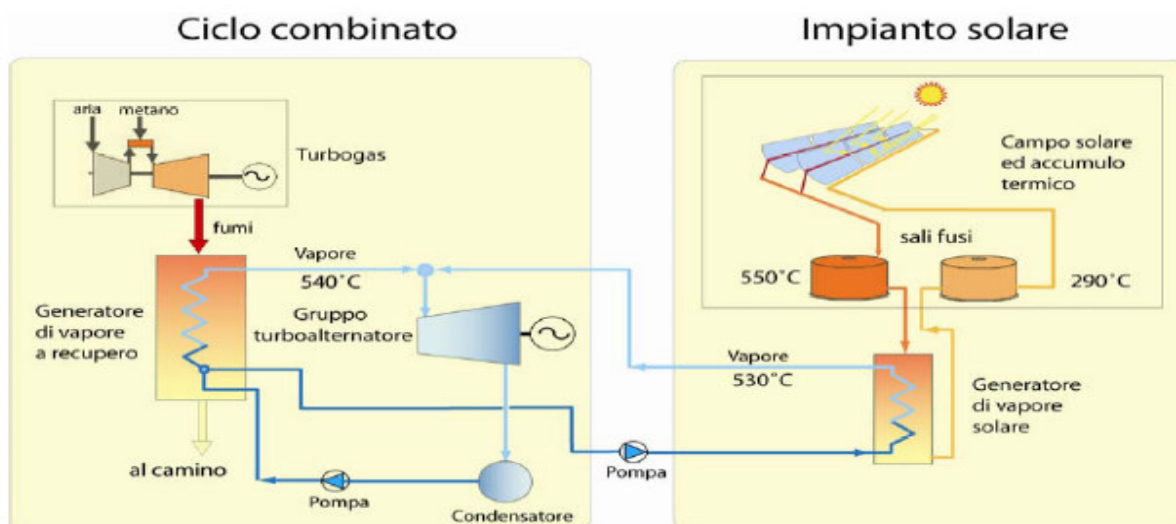 Ciclo combinato
Impianto solare
aria
metano
Turbogas
fumi
Vapore
540°C
Generatore
di vapore
a recupero
Gruppo
turboalternatore
al camino
Pompa
Condensatore
Pompa
Campo solare
ed accumulo
termico
sali fusi
550°C
290°C
Vapore
530°C
Generatore
di vapore
solare